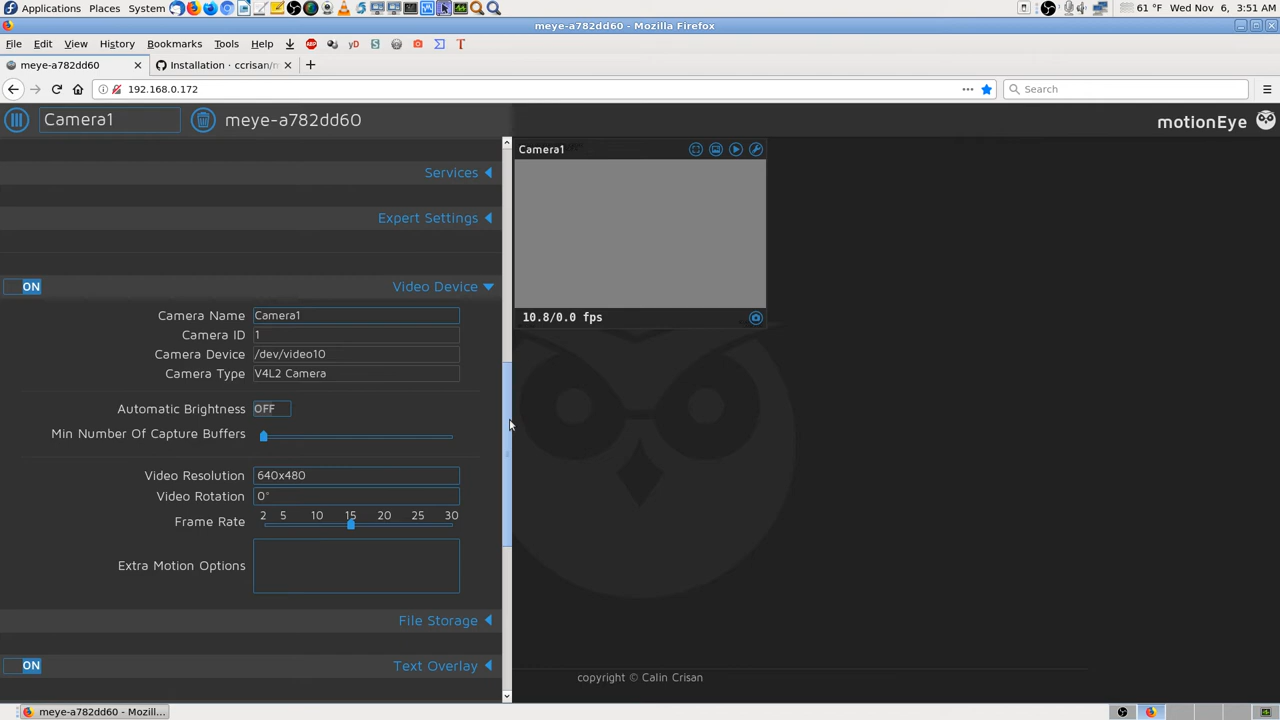 Applications Places System 61 °F Wed Nov 6, 3:51 AM
meye-a782dd60 - Mozilla Firefox
File Edit View History Bookmarks Tools Help
meye-a782dd60 Installation · ccrisan/m
192.168.0.172 Search
Camera1 meye-a782dd60 motionEye
Camera1
Services
Expert Settings
ON Video Device
Camera Name Camera1
10.8/0.0 fps
Camera ID 1
Camera Device /dev/video10
Camera Type V4L2 Camera
Automatic Brightness OFF
Min Number Of Capture Buffers
Video Resolution 640x480
Video Rotation 0°
2 5 10 15 20 25 30
Frame Rate
Extra Motion Options
File Storage
ON Text Overlay
copyright © Calin Crisan
meye-a782dd60 - Mozill...